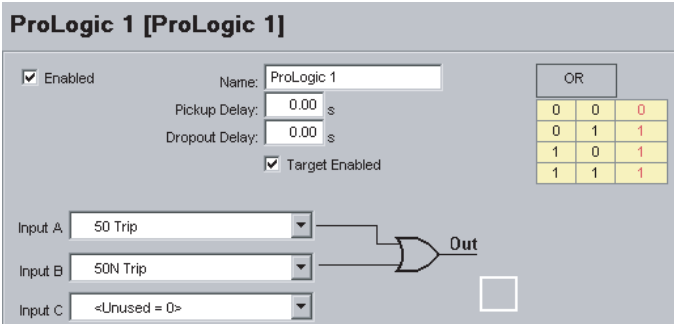 ProLogic 1 [ProLogic 1]
Enabled
Name: ProLogic 1
Pickup Delay: 0.00 s
Dropout Delay: 0.00 s
Target Enabled
OR
0 0 0
0 1 1
1 0 1
1 1 1
Input A 50 Trip
Out
Input B 50N Trip
Input C <Unused = 0>